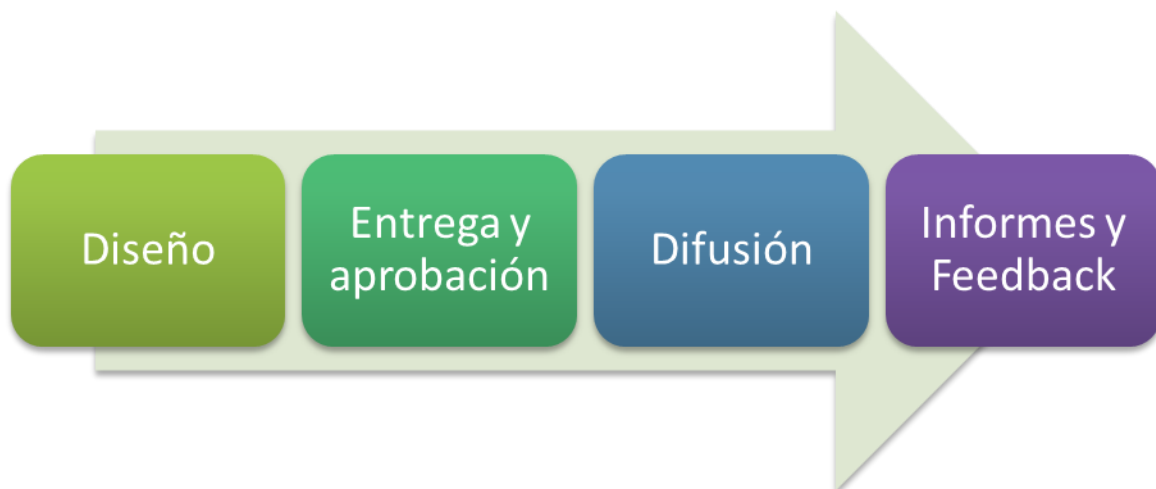 Diseño
Entrega y
aprobación
Difusión
Informes y
Feedback